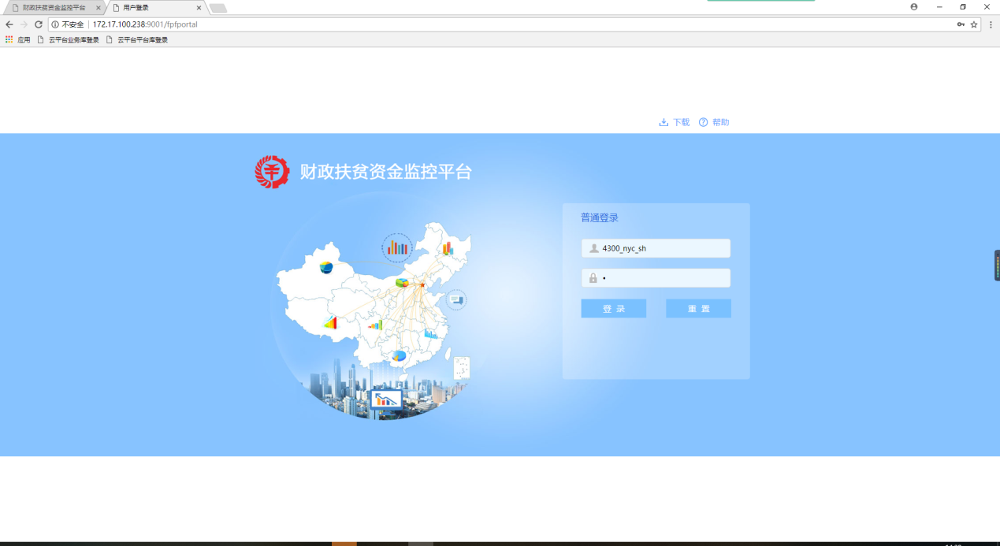 财政扶贫资金监控平台
用户登录
不安全 172.17.100.238:9001/fpfportal
应用 云平台业务库登录 云平台平台库登录
下载 帮助
财政扶贫资金监控平台
普通登录
4300_nyc_sh
登录 重置